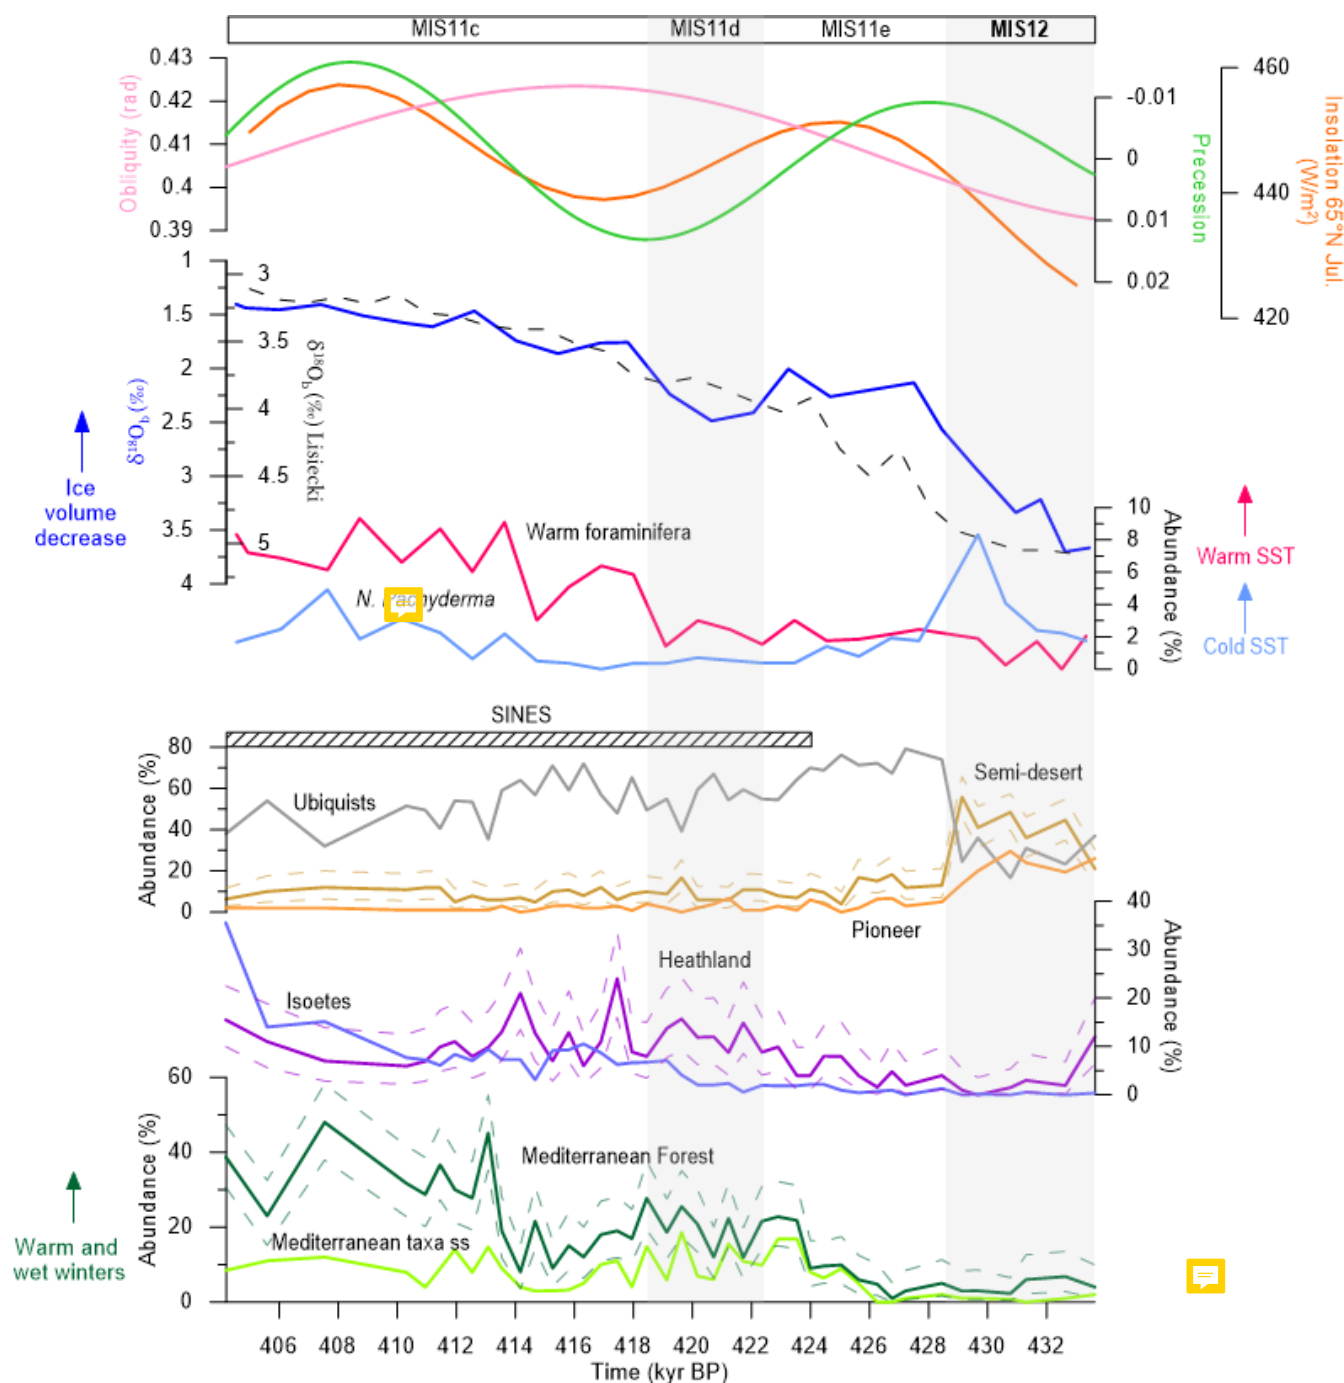 MIS11c MIS11d MIS11e MIS12
0.43
0.42
0.41
0.4
0.39
Obliquity (rad)
-0.01
0
0.01
0.02
Precession
460
440
420
Insolation 65°N Jul.
(W/m²)
1
1.5
2
2.5
3
3.5
4
δ¹⁸O_b (‰)
3
3.5
4
4.5
5
δ¹⁸O_b (‰) Lisiecki
Ice
volume
decrease
Warm foraminifera
N. Pachyderma
10
8
6
4
2
0
Abundance (%)
Warm SST
Cold SST
SINES
80
60
40
20
0
Abundance (%)
Ubiquists
Semi-desert
Pioneer
40
30
20
10
0
Abundance (%)
Heathland
Isoetes
60
40
20
0
Abundance (%)
Mediterranean Forest
Mediterranean taxa ss
Warm and
wet winters
406 408 410 412 414 416 418 420 422 424 426 428 430 432
Time (kyr BP)